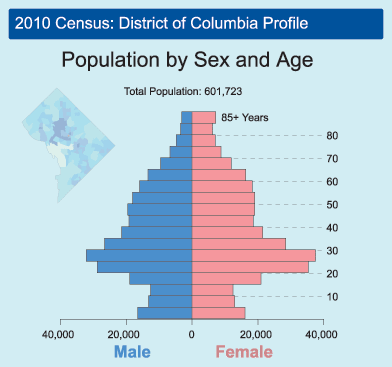 2010 Census: District of Columbia Profile
Population by Sex and Age
Total Population: 601,723
85+ Years
80
70
60
50
40
30
20
10
40,000 20,000 0 20,000 40,000
Male Female